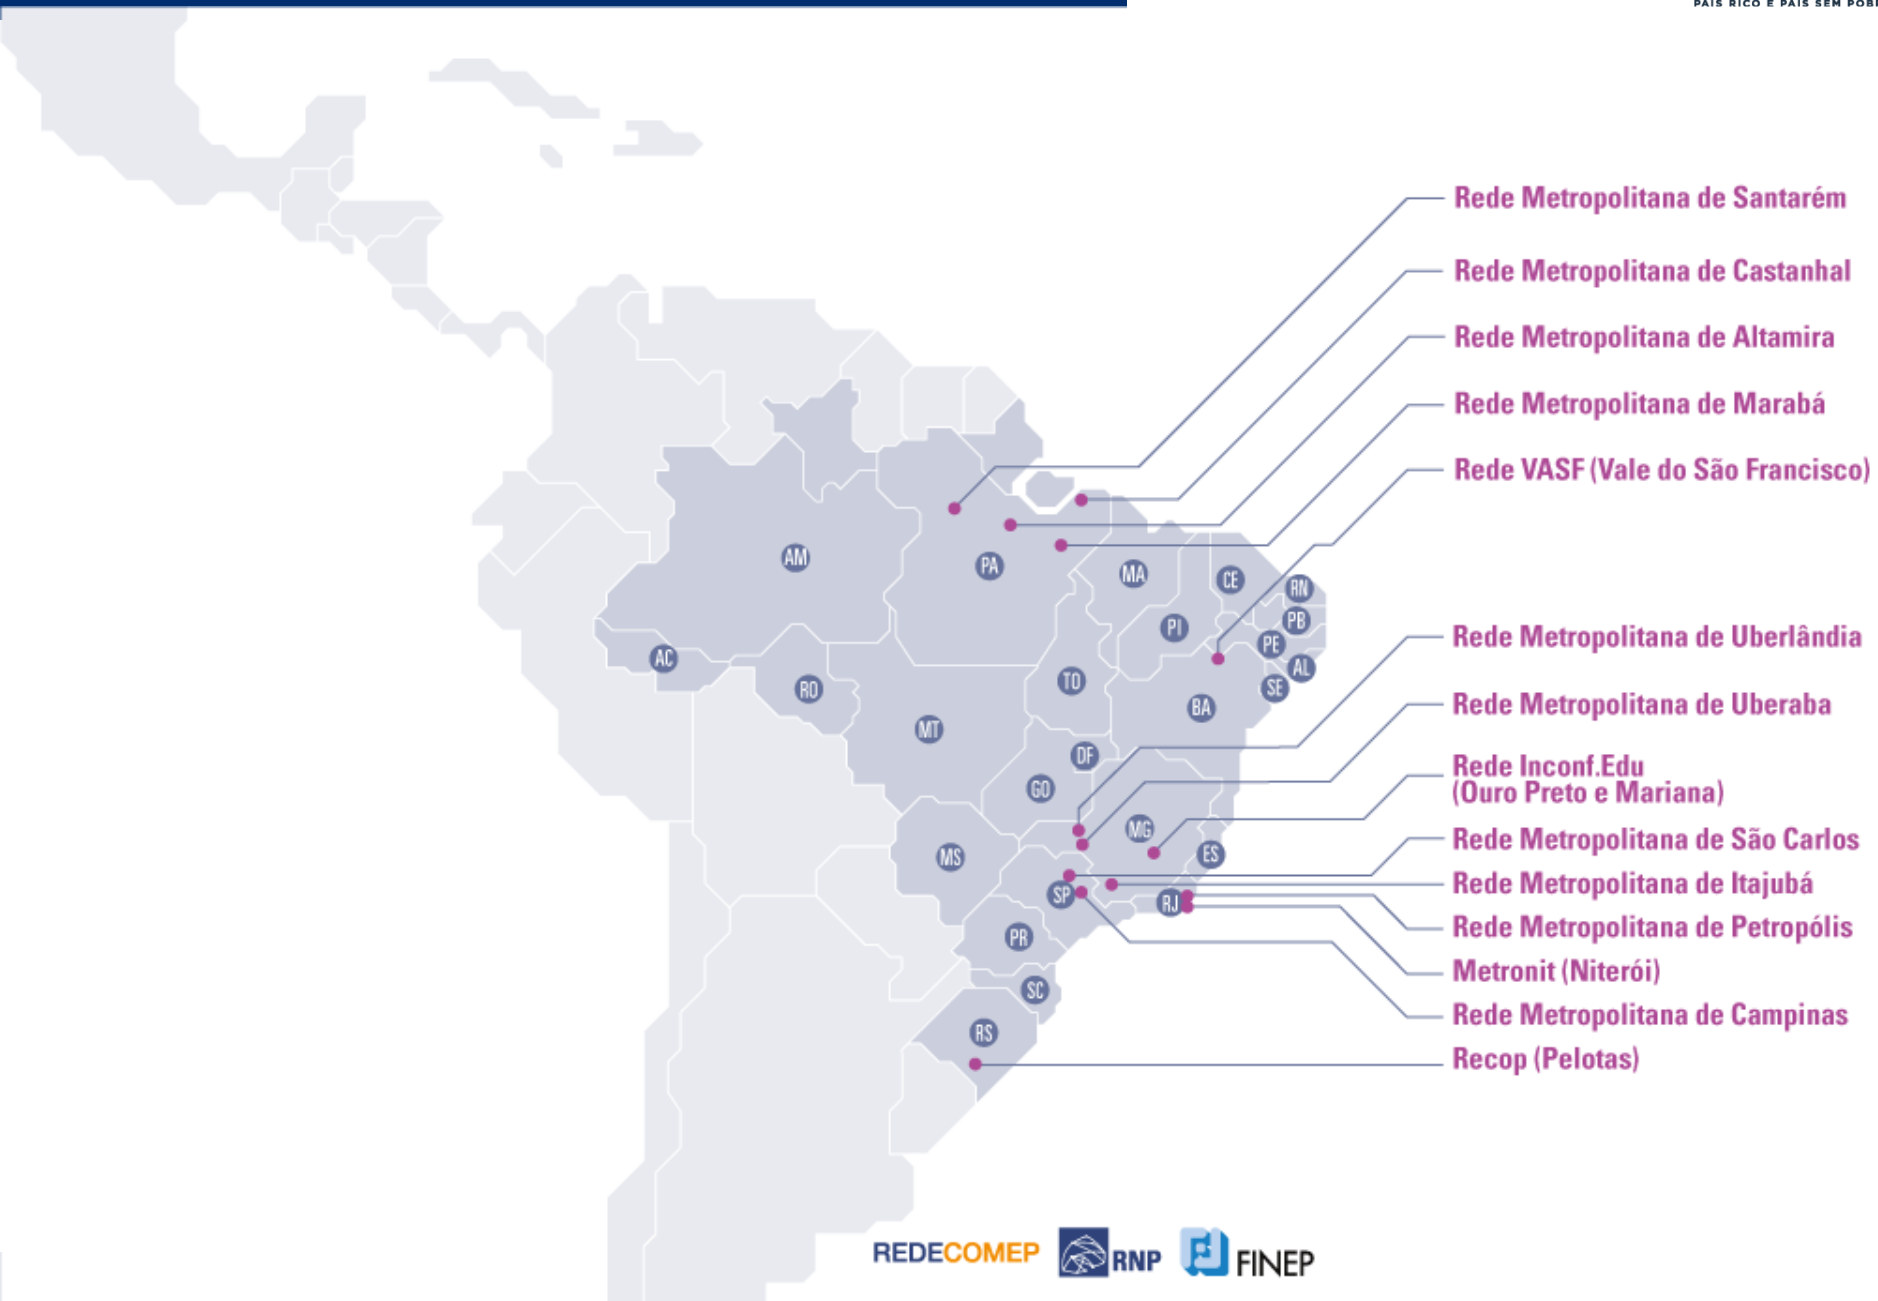 PAÍS RICO É PAÍS SEM
Rede Metropolitana de Santarém
Rede Metropolitana de Castanhal
Rede Metropolitana de Altamira
Rede Metropolitana de Marabá
Rede VASF (Vale do São Francisco)
AM
PA
MA
CE
RN
PB
PI
PE
AC
AL
TO
SE
RO
BA
MT
DF
GO
MG
ES
MS
SP
RJ
PR
SC
RS
Rede Metropolitana de Uberlândia
Rede Metropolitana de Uberaba
Rede Inconf.Edu
(Ouro Preto e Mariana)
Rede Metropolitana de São Carlos
Rede Metropolitana de Itajubá
Rede Metropolitana de Petropólis
Metronit (Niterói)
Rede Metropolitana de Campinas
Recop (Pelotas)
REDECOMEP
RNP
FINEP